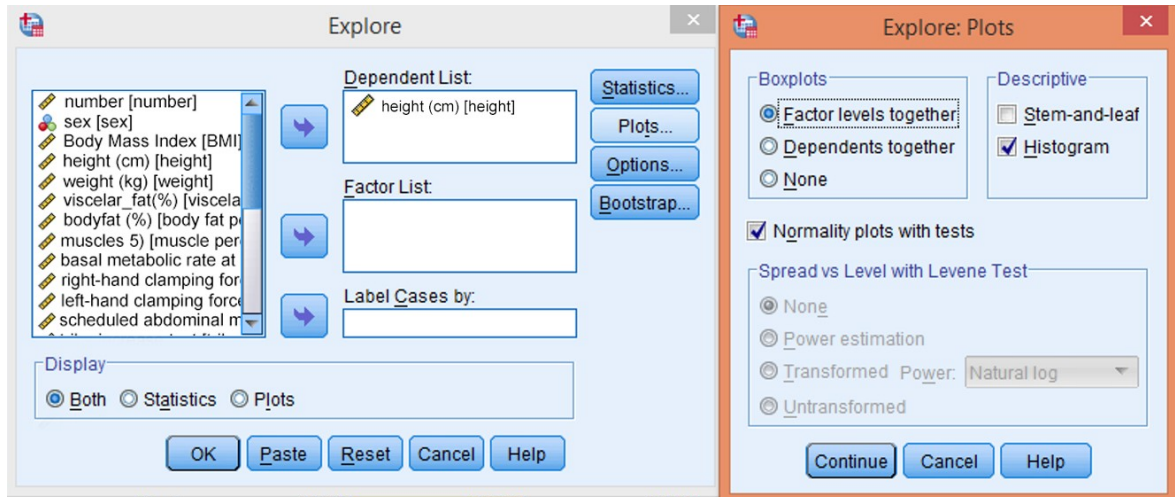 Explore
Dependent List:
number [number]
sex [sex]
Body Mass Index [BMI]
height (cm) [height]
weight (kg) [weight]
viscelar_fat(%) [viscela
bodyfat (%) [body fat p
muscles 5) [muscle per
basal metabolic rate at
right-hand clamping for
left-hand clamping force
scheduled abdominal m
height (cm) [height]
Factor List:
Label Cases by:
Statistics...
Plots...
Options...
Bootstrap...
Display
Both Statistics Plots
OK Paste Reset Cancel Help
Explore: Plots
Boxplots
Factor levels together
Dependents together
None
Descriptive
Stem-and-leaf
Histogram
Normality plots with tests
Spread vs Level with Levene Test
None
Power estimation
Transformed Power: Natural log
Untransformed
Continue Cancel Help